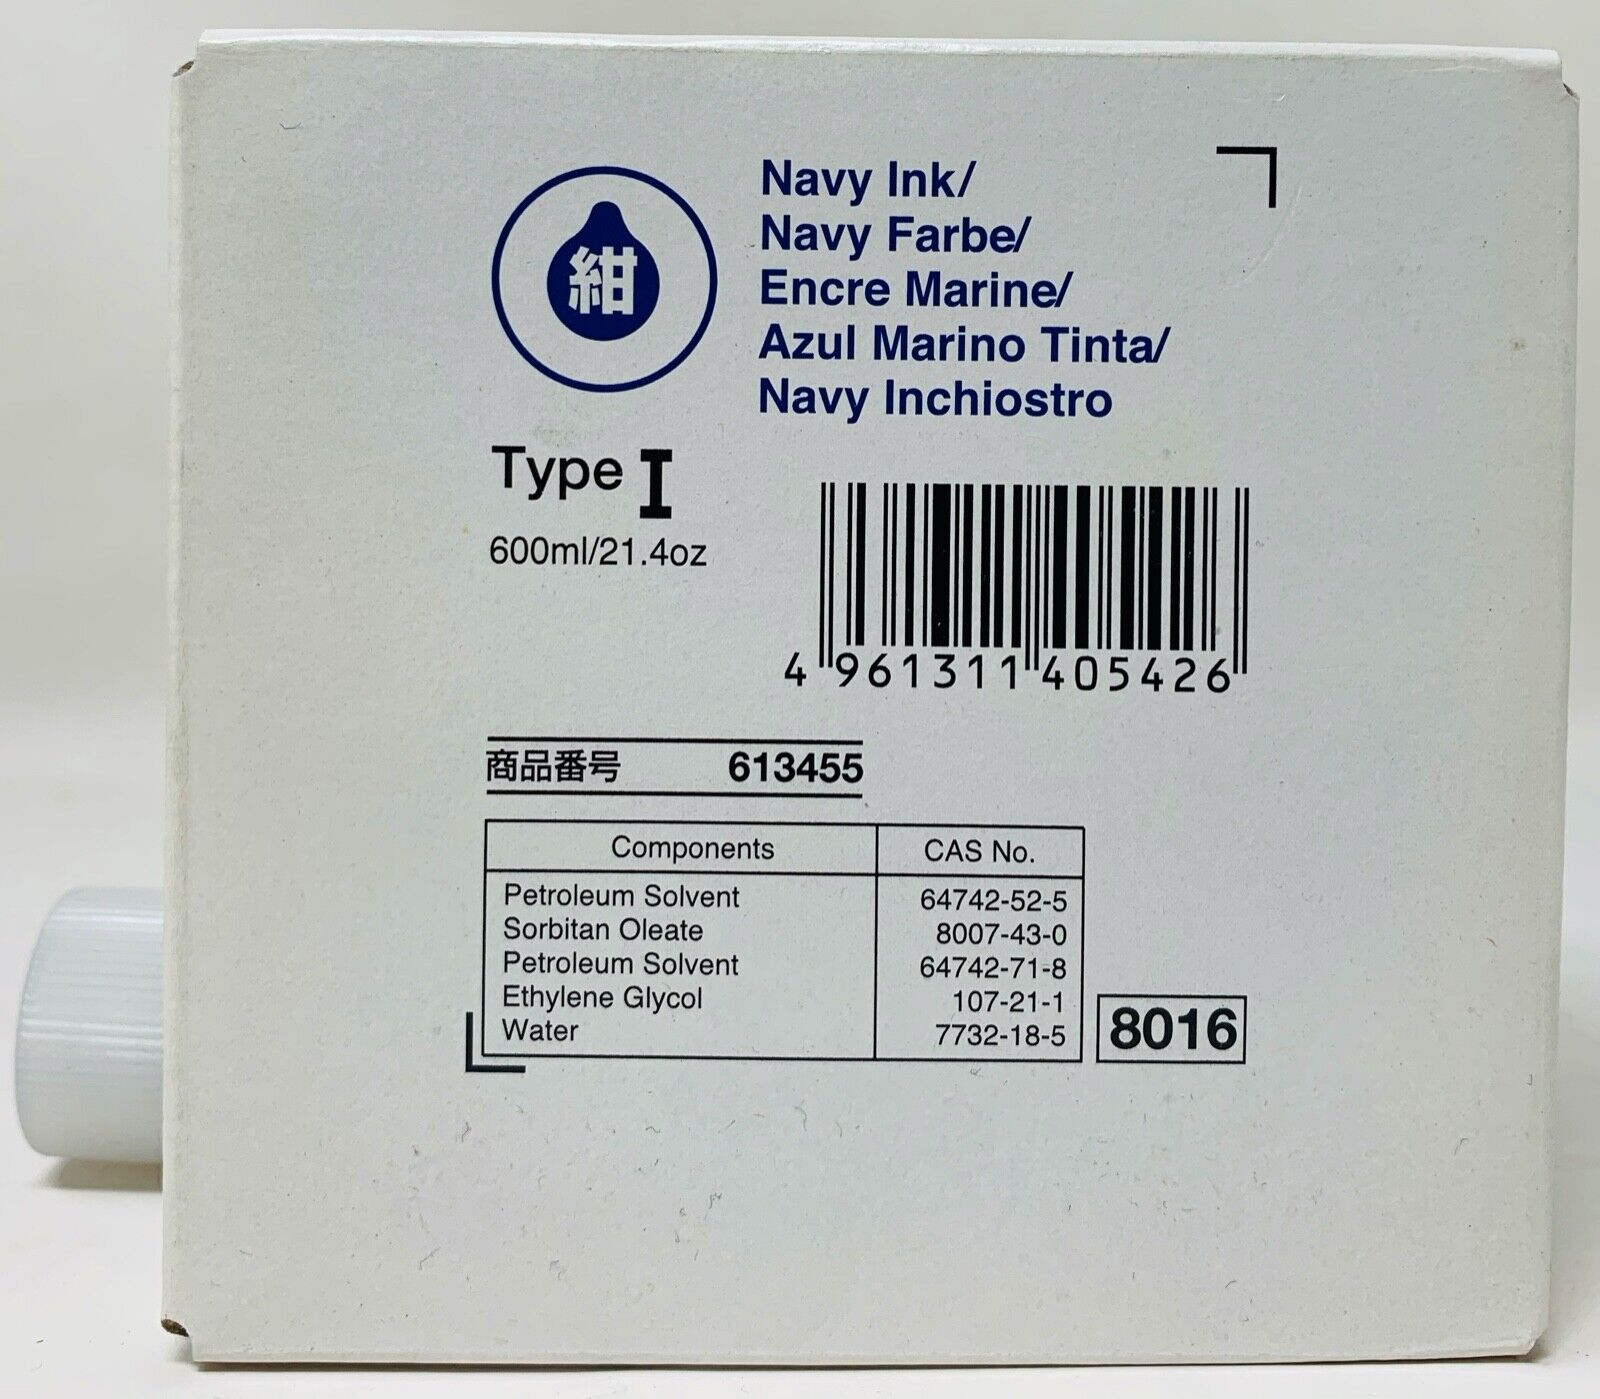 紺
Navy Ink/
Navy Farbe/
Encre Marine/
Azul Marino Tinta/
Navy Inchiostro
Type I
600ml/21.4oz
4 961311 405426
商品番号 613455
Components CAS No.
Petroleum Solvent 64742-52-5
Sorbitan Oleate 8007-43-0
Petroleum Solvent 64742-71-8
Ethylene Glycol 107-21-1
Water 7732-18-5
8016